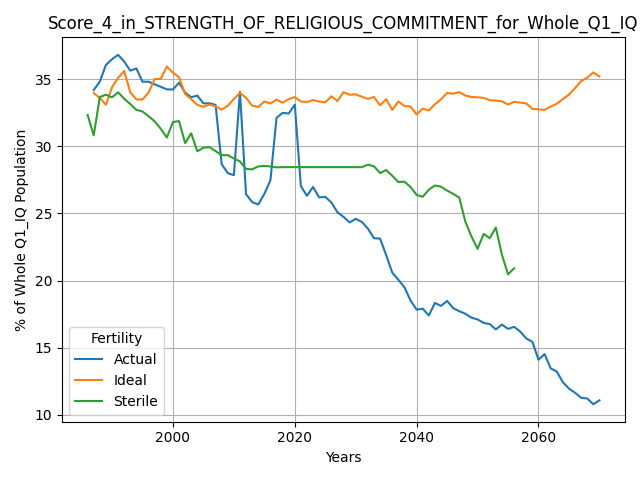 Score_4_in_STRENGTH_OF_RELIGIOUS_COMMITMENT_for_Whole_Q1_IQ
% of Whole Q1_IQ Population
35
30
25
20
15
10
Fertility
Actual
Ideal
Sterile
2000 2020 2040 2060
Years